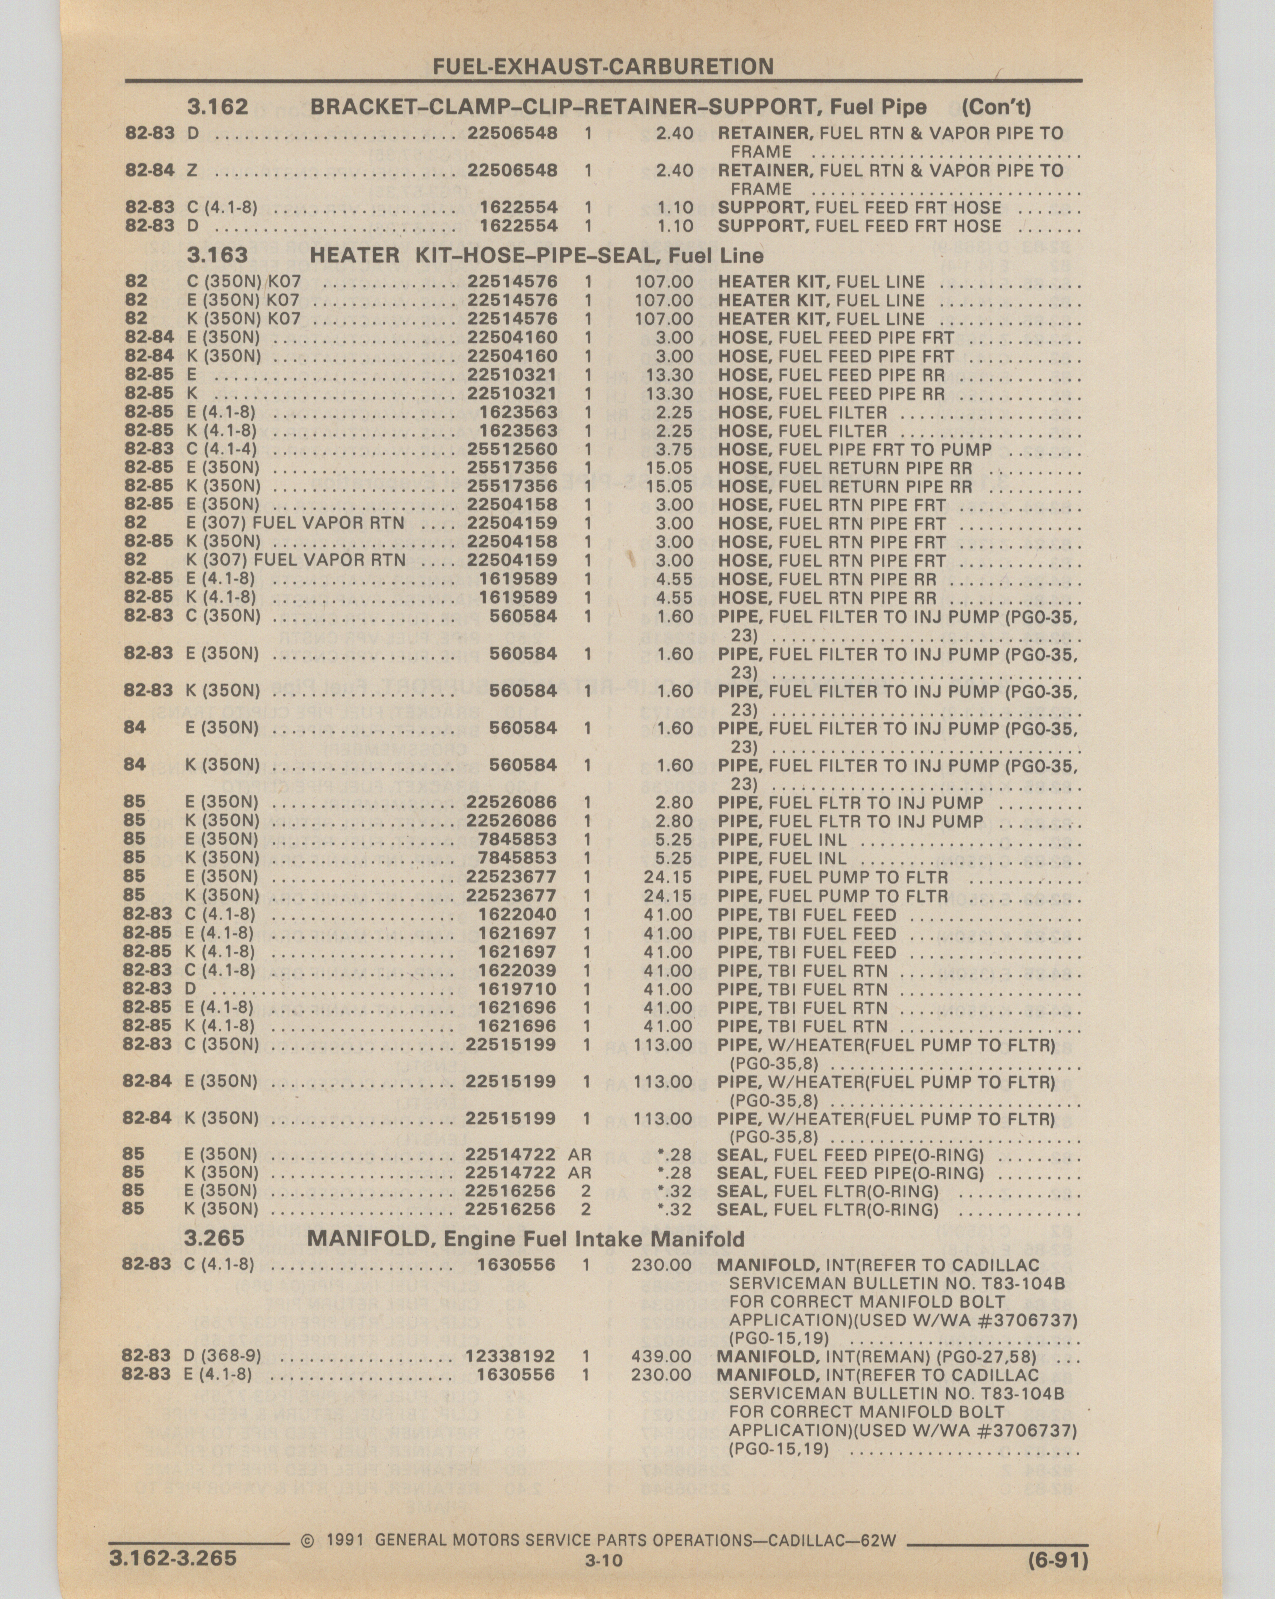 FUEL-EXHAUST-CARBURETION
3.162 BRACKET–CLAMP–CLIP–RETAINER–SUPPORT, Fuel Pipe (Con't)
82-83 D ........................ 22506548 1 2.40 RETAINER, FUEL RTN & VAPOR PIPE TO
FRAME ...........................
82-84 Z ........................ 22506548 1 2.40 RETAINER, FUEL RTN & VAPOR PIPE TO
FRAME ...........................
82-83 C (4.1-8) .................. 1622554 1 1.10 SUPPORT, FUEL FEED FRT HOSE .......
82-83 D ........................ 1622554 1 1.10 SUPPORT, FUEL FEED FRT HOSE .......
3.163 HEATER KIT–HOSE–PIPE–SEAL, Fuel Line
82 C (350N) K07 .............. 22514576 1 107.00 HEATER KIT, FUEL LINE ..............
82 E (350N) K07 .............. 22514576 1 107.00 HEATER KIT, FUEL LINE ..............
82 K (350N) K07 .............. 22514576 1 107.00 HEATER KIT, FUEL LINE ..............
82-84 E (350N) .................. 22504160 1 3.00 HOSE, FUEL FEED PIPE FRT ...........
82-84 K (350N) .................. 22504160 1 3.00 HOSE, FUEL FEED PIPE FRT ...........
82-85 E ........................ 22510321 1 13.30 HOSE, FUEL FEED PIPE RR ............
82-85 K ........................ 22510321 1 13.30 HOSE, FUEL FEED PIPE RR ............
82-85 E (4.1-8) .................. 1623563 1 2.25 HOSE, FUEL FILTER ..................
82-85 K (4.1-8) .................. 1623563 1 2.25 HOSE, FUEL FILTER ..................
82-83 C (4.1-4) .................. 25512560 1 3.75 HOSE, FUEL PIPE FRT TO PUMP ........
82-85 E (350N) .................. 25517356 1 15.05 HOSE, FUEL RETURN PIPE RR ..........
82-85 K (350N) .................. 25517356 1 15.05 HOSE, FUEL RETURN PIPE RR ..........
82-85 E (350N) .................. 22504158 1 3.00 HOSE, FUEL RTN PIPE FRT ............
82 E (307) FUEL VAPOR RTN .... 22504159 1 3.00 HOSE, FUEL RTN PIPE FRT ............
82-85 K (350N) .................. 22504158 1 3.00 HOSE, FUEL RTN PIPE FRT ............
82 K (307) FUEL VAPOR RTN .... 22504159 1 3.00 HOSE, FUEL RTN PIPE FRT ............
82-85 E (4.1-8) .................. 1619589 1 4.55 HOSE, FUEL RTN PIPE RR .............
82-85 K (4.1-8) .................. 1619589 1 4.55 HOSE, FUEL RTN PIPE RR .............
82-83 C (350N) .................. 560584 1 1.60 PIPE, FUEL FILTER TO INJ PUMP (PG0-35,
23) ..............................
82-83 E (350N) .................. 560584 1 1.60 PIPE, FUEL FILTER TO INJ PUMP (PG0-35,
23) ..............................
82-83 K (350N) .................. 560584 1 1.60 PIPE, FUEL FILTER TO INJ PUMP (PG0-35,
23) ..............................
84 E (350N) .................. 560584 1 1.60 PIPE, FUEL FILTER TO INJ PUMP (PG0-35,
23) ..............................
84 K (350N) .................. 560584 1 1.60 PIPE, FUEL FILTER TO INJ PUMP (PG0-35,
23) ..............................
85 E (350N) .................. 22526086 1 2.80 PIPE, FUEL FLTR TO INJ PUMP .........
85 K (350N) .................. 22526086 1 2.80 PIPE, FUEL FLTR TO INJ PUMP .........
85 E (350N) .................. 7845853 1 5.25 PIPE, FUEL INL ......................
85 K (350N) .................. 7845853 1 5.25 PIPE, FUEL INL ......................
85 E (350N) .................. 22523677 1 24.15 PIPE, FUEL PUMP TO FLTR ...........
85 K (350N) .................. 22523677 1 24.15 PIPE, FUEL PUMP TO FLTR ...........
82-83 C (4.1-8) .................. 1622040 1 41.00 PIPE, TBI FUEL FEED .................
82-85 E (4.1-8) .................. 1621697 1 41.00 PIPE, TBI FUEL FEED .................
82-85 K (4.1-8) .................. 1621697 1 41.00 PIPE, TBI FUEL FEED .................
82-83 C (4.1-8) .................. 1622039 1 41.00 PIPE, TBI FUEL RTN ..................
82-83 D ........................ 1619710 1 41.00 PIPE, TBI FUEL RTN ..................
82-85 E (4.1-8) .................. 1621696 1 41.00 PIPE, TBI FUEL RTN ..................
82-85 K (4.1-8) .................. 1621696 1 41.00 PIPE, TBI FUEL RTN ..................
82-83 C (350N) .................. 22515199 1 113.00 PIPE, W/HEATER(FUEL PUMP TO FLTR)
(PG0-35,8) .........................
82-84 E (350N) .................. 22515199 1 113.00 PIPE, W/HEATER(FUEL PUMP TO FLTR)
(PG0-35,8) .........................
82-84 K (350N) .................. 22515199 1 113.00 PIPE, W/HEATER(FUEL PUMP TO FLTR)
(PG0-35,8) .........................
85 E (350N) .................. 22514722 AR *.28 SEAL, FUEL FEED PIPE(O-RING) .........
85 K (350N) .................. 22514722 AR *.28 SEAL, FUEL FEED PIPE(O-RING) .........
85 E (350N) .................. 22516256 2 *.32 SEAL, FUEL FLTR(O-RING) ............
85 K (350N) .................. 22516256 2 *.32 SEAL, FUEL FLTR(O-RING) ............
3.265 MANIFOLD, Engine Fuel Intake Manifold
82-83 C (4.1-8) .................. 1630556 1 230.00 MANIFOLD, INT(REFER TO CADILLAC
SERVICEMAN BULLETIN NO. T83-104B
FOR CORRECT MANIFOLD BOLT
APPLICATION)(USED W/WA #3706737)
(PG0-15,19) .......................
82-83 D (368-9) .................. 12338192 1 439.00 MANIFOLD, INT(REMAN) (PG0-27,58) ...
82-83 E (4.1-8) .................. 1630556 1 230.00 MANIFOLD, INT(REFER TO CADILLAC
SERVICEMAN BULLETIN NO. T83-104B
FOR CORRECT MANIFOLD BOLT
APPLICATION)(USED W/WA #3706737)
(PG0-15,19) .......................
© 1991 GENERAL MOTORS SERVICE PARTS OPERATIONS—CADILLAC—62W
3.162-3.265 3-10 (6-91)